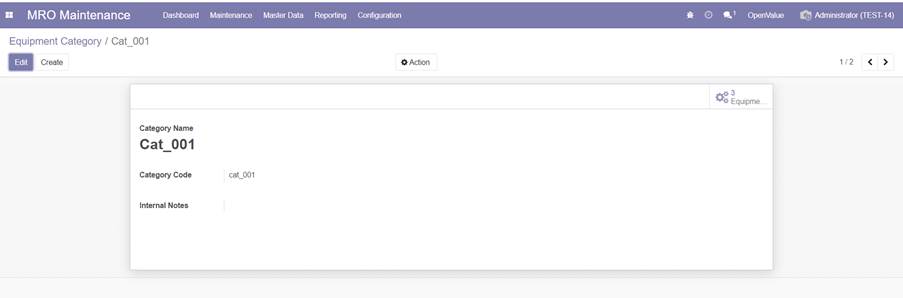 MRO Maintenance Dashboard Maintenance Master Data Reporting Configuration 1 OpenValue Administrator (TEST-14)
Equipment Category / Cat_001
Edit Create Action 1 / 2
3
Equipme...
Category Name
Cat_001
Category Code cat_001
Internal Notes